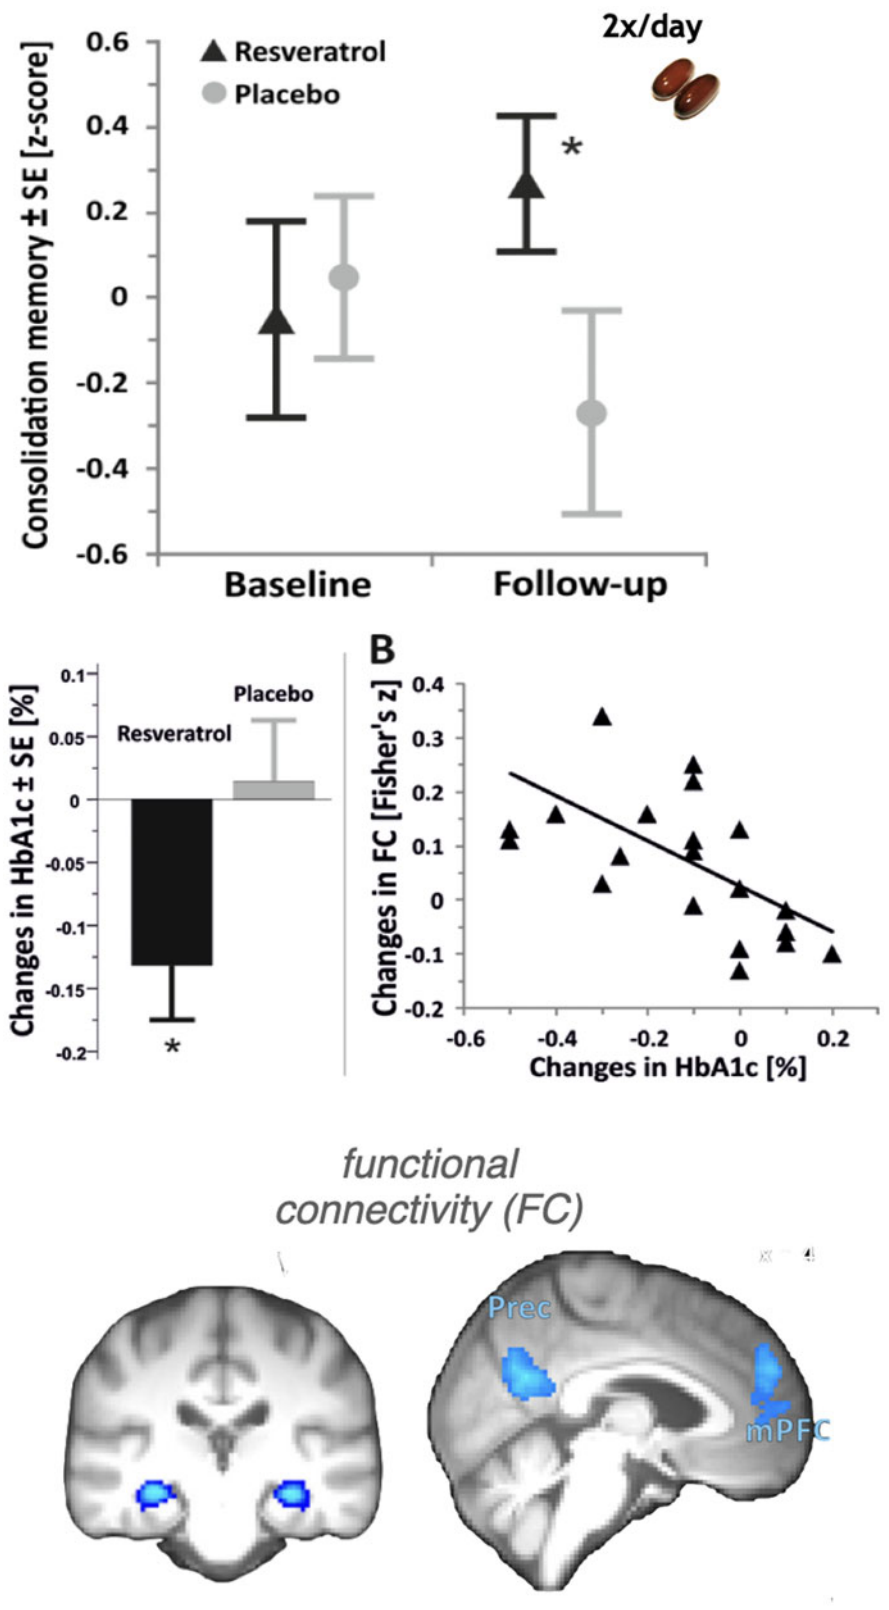 2x/day
Resveratrol
Placebo
*
Consolidation memory ± SE [z-score]
0.6
0.4
0.2
0
-0.2
-0.4
-0.6
Baseline
Follow-up
Changes in HbA1c ± SE [%]
0.1
0.05
0
-0.05
-0.1
-0.15
-0.2
Resveratrol
Placebo
*
B
Changes in FC [Fisher's z]
0.4
0.3
0.2
0.1
0
-0.1
-0.2
-0.6
-0.4
-0.2
0
0.2
Changes in HbA1c [%]
functional
connectivity (FC)
Prec
mPFC